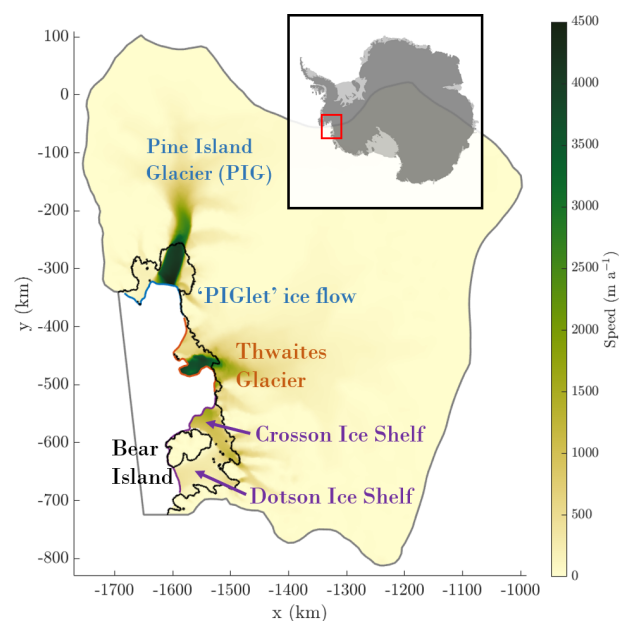 100
0
-100
-200
-300
-400
-500
-600
-700
-800
y (km)
Pine Island
Glacier (PIG)
'PIGlet' ice flow
Thwaites
Glacier
Crosson Ice Shelf
Bear
Island
Dotson Ice Shelf
-1700
-1600
-1500
-1400
-1300
-1200
-1100
-1000
x (km)
4500
4000
3500
3000
2500
2000
1500
1000
500
0
Speed (m a⁻¹)